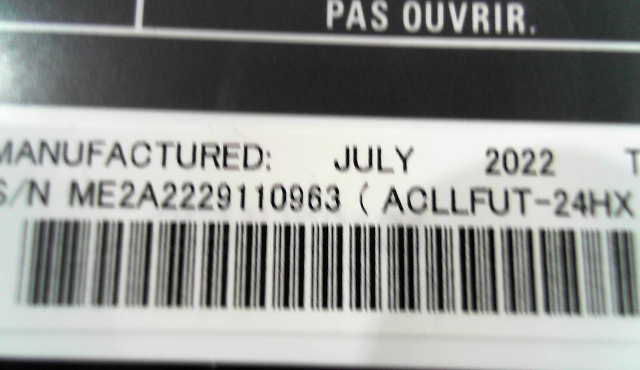 PAS OUVRIR.
MANUFACTURED: JULY 2022 T
S/N ME2A2229110963 ( ACLLFUT-24HX